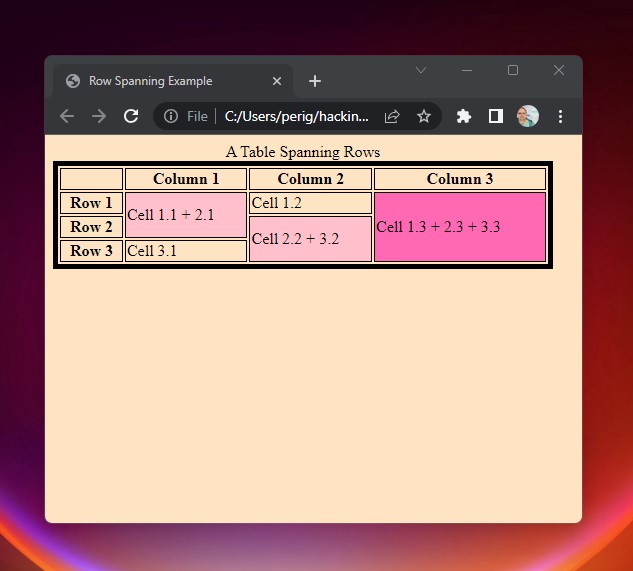 Row Spanning Example
File C:/Users/perig/hackin...
A Table Spanning Rows
Column 1 Column 2 Column 3
Row 1 Cell 1.1 + 2.1 Cell 1.2 Cell 1.3 + 2.3 + 3.3
Row 2 Cell 2.2 + 3.2
Row 3 Cell 3.1